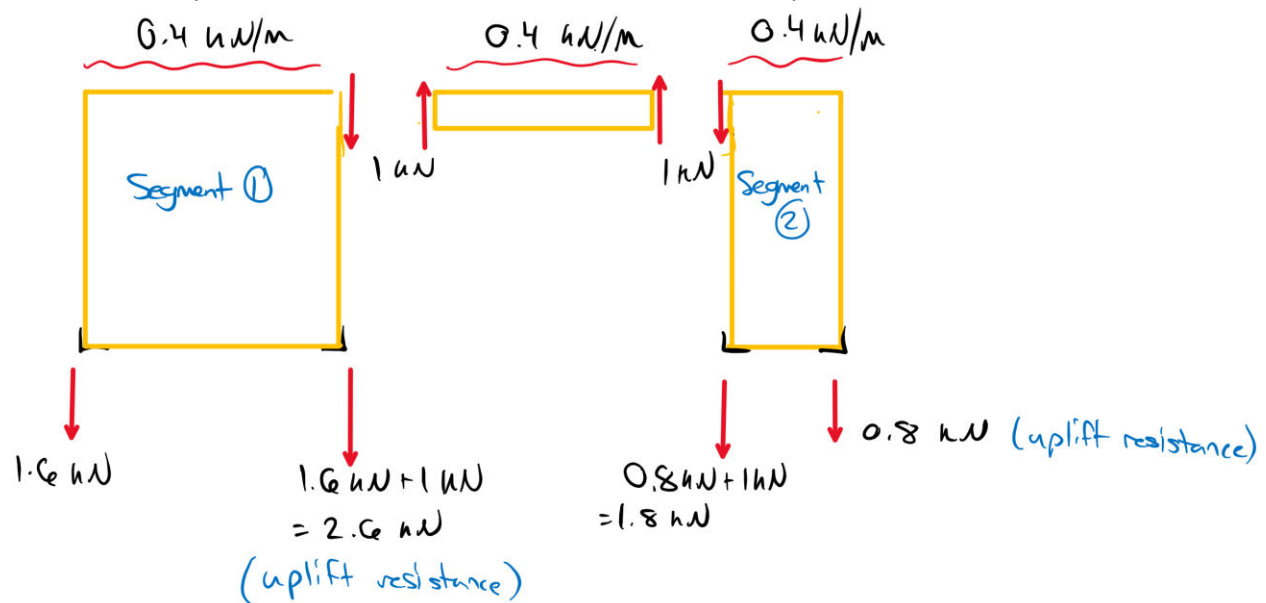 0.4 kN/m
0.4 kN/m
0.4 kN/m
1 kN
1 kN
Segment ①
Segment
②
1.6 kN
1.6 kN + 1 kN
= 2.6 kN
(uplift resistance)
0.8 kN + 1 kN
= 1.8 kN
0.8 kN (uplift resistance)